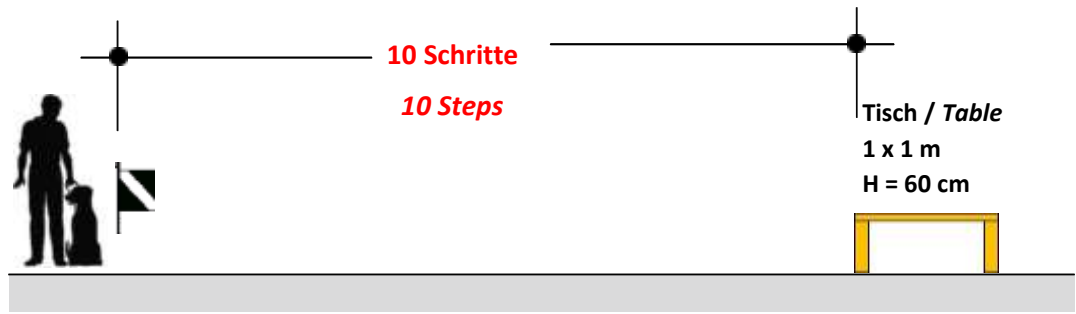 10 Schritte
10 Steps
Tisch / Table
1 x 1 m
H = 60 cm